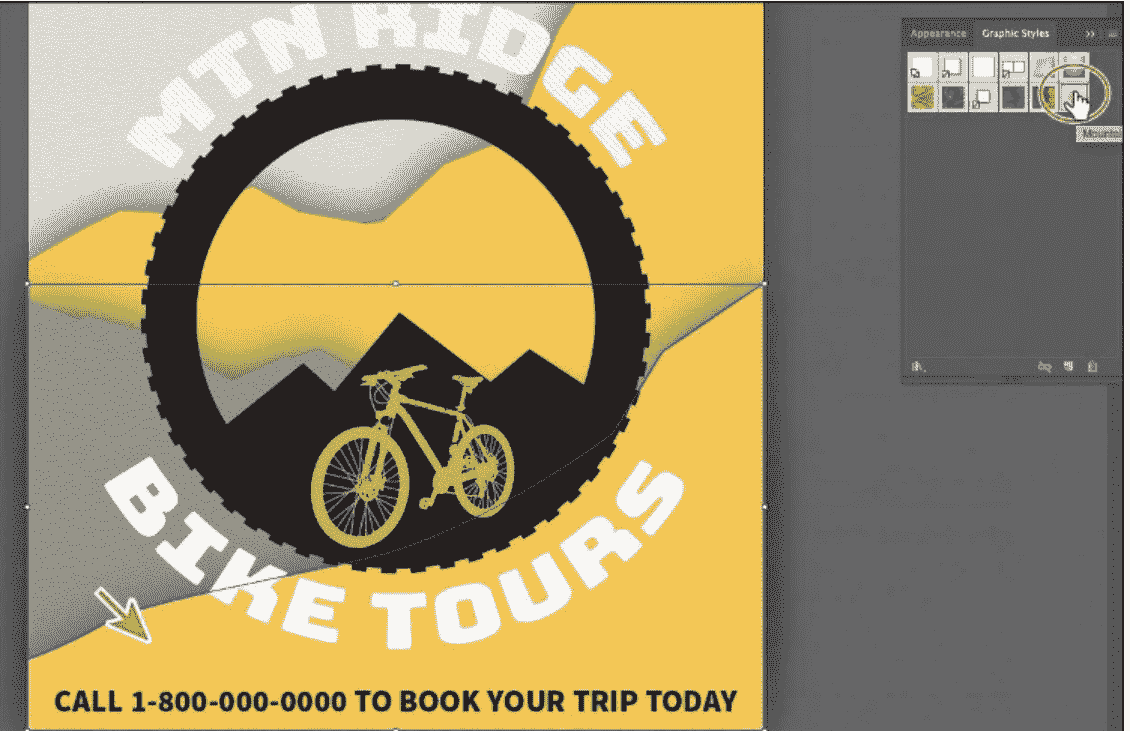 MTN RIDGE
Appearance
Graphic Styles
BIKE TOURS
CALL 1-800-000-0000 TO BOOK YOUR TRIP TODAY